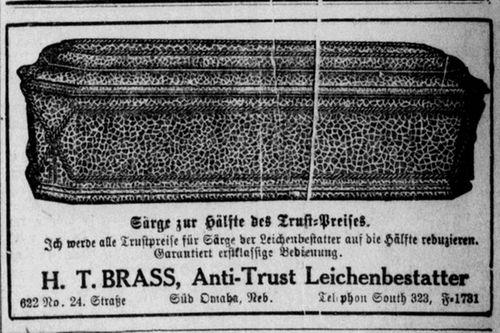 Särge zur Hälfte des Trust-Preises.
Ich werde alle Trustpreise für Särge der Leichenbestatter auf die Hälfte reduzieren.
Garantiert erstklassige Bedienung.
H. T. BRASS, Anti-Trust Leichenbestatter
622 No. 24. Straße Süd Omaha, Neb. Telephon South 323, F-1731